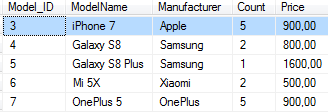 Model_ID ModelName Manufacturer Count Price
3 iPhone 7 Apple 5 900,00
4 Galaxy S8 Samsung 2 800,00
5 Galaxy S8 Plus Samsung 1 1600,00
6 Mi 5X Xiaomi 2 500,00
7 OnePlus 5 OnePlus 5 900,00